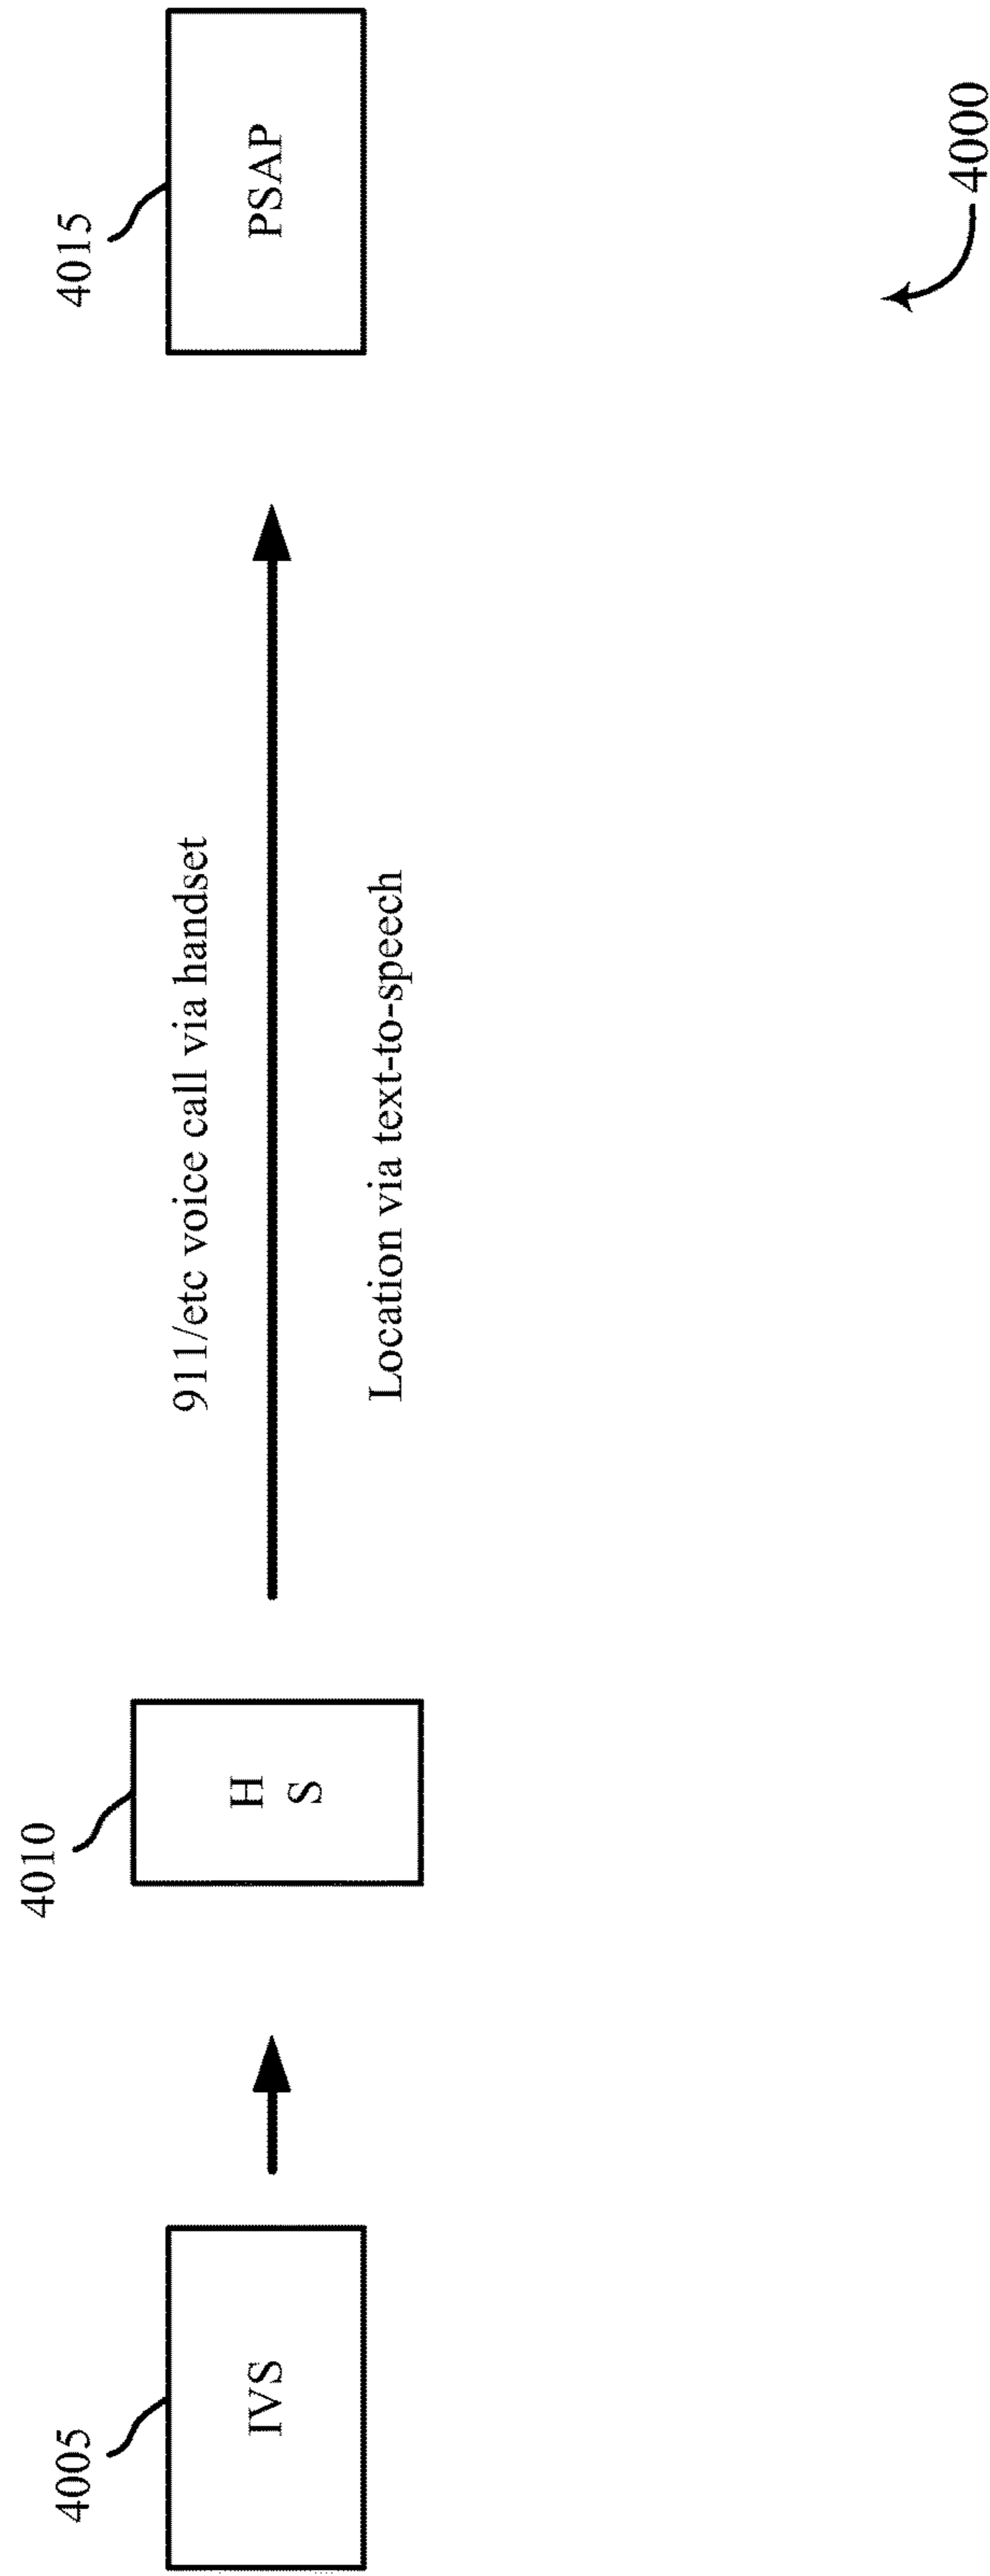 4005
IVS
4010
H
S
911/etc voice call via handset
Location via text-to-speech
4015
PSAP
4000